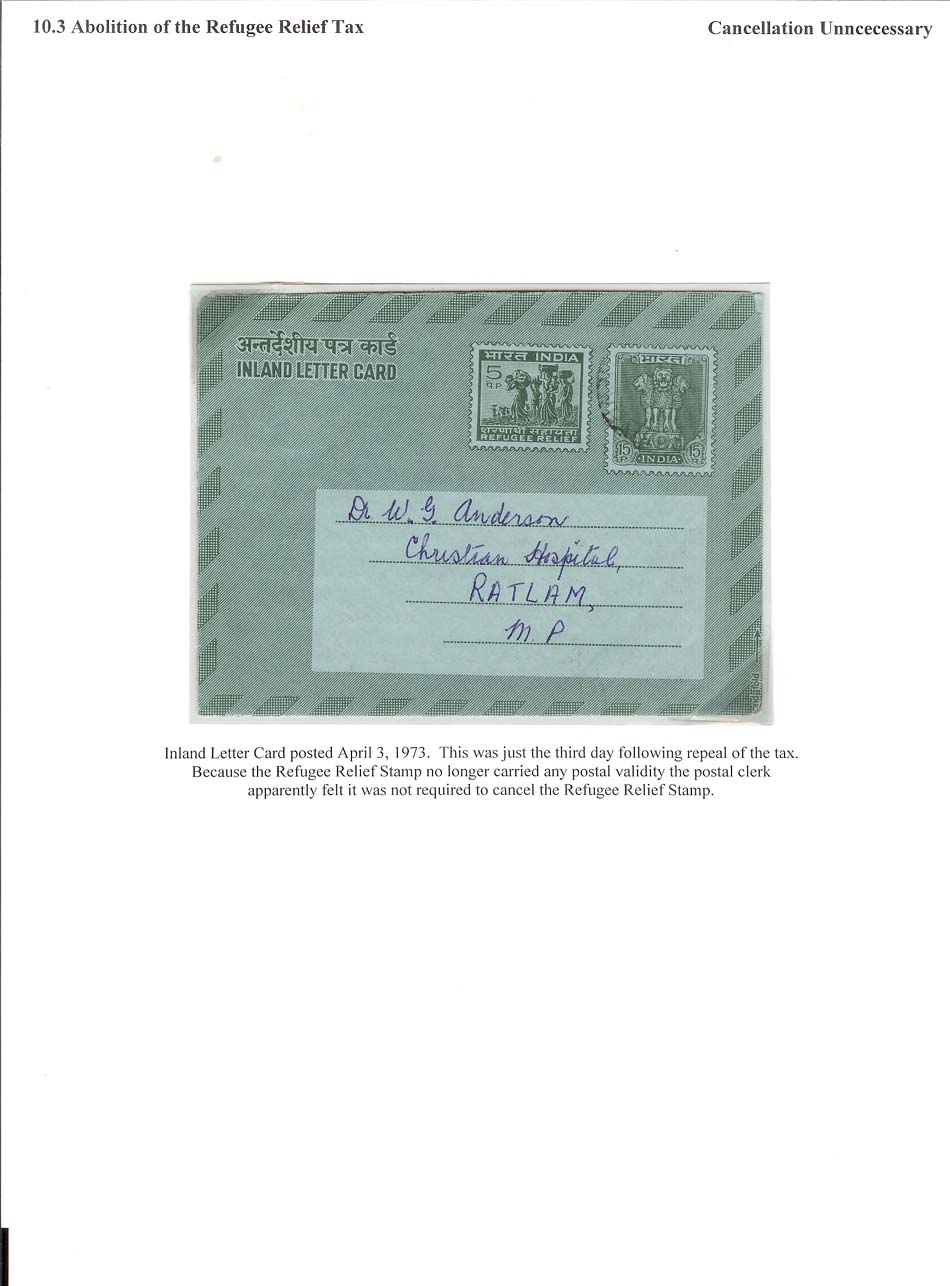 10.3 Abolition of the Refugee Relief Tax
Cancellation Unncecessary
अन्तर्देशीय पत्र कार्ड
INLAND LETTER CARD
भारत INDIA
5
पै.P
शरणार्थी सहायता
REFUGEE RELIEF
भारत
15 15
P प
INDIA
Dr W. G. Anderson
Christian Hospital,
RATLAM,
M. P
Inland Letter Card posted April 3, 1973. This was just the third day following repeal of the tax.
Because the Refugee Relief Stamp no longer carried any postal validity the postal clerk
apparently felt it was not required to cancel the Refugee Relief Stamp.